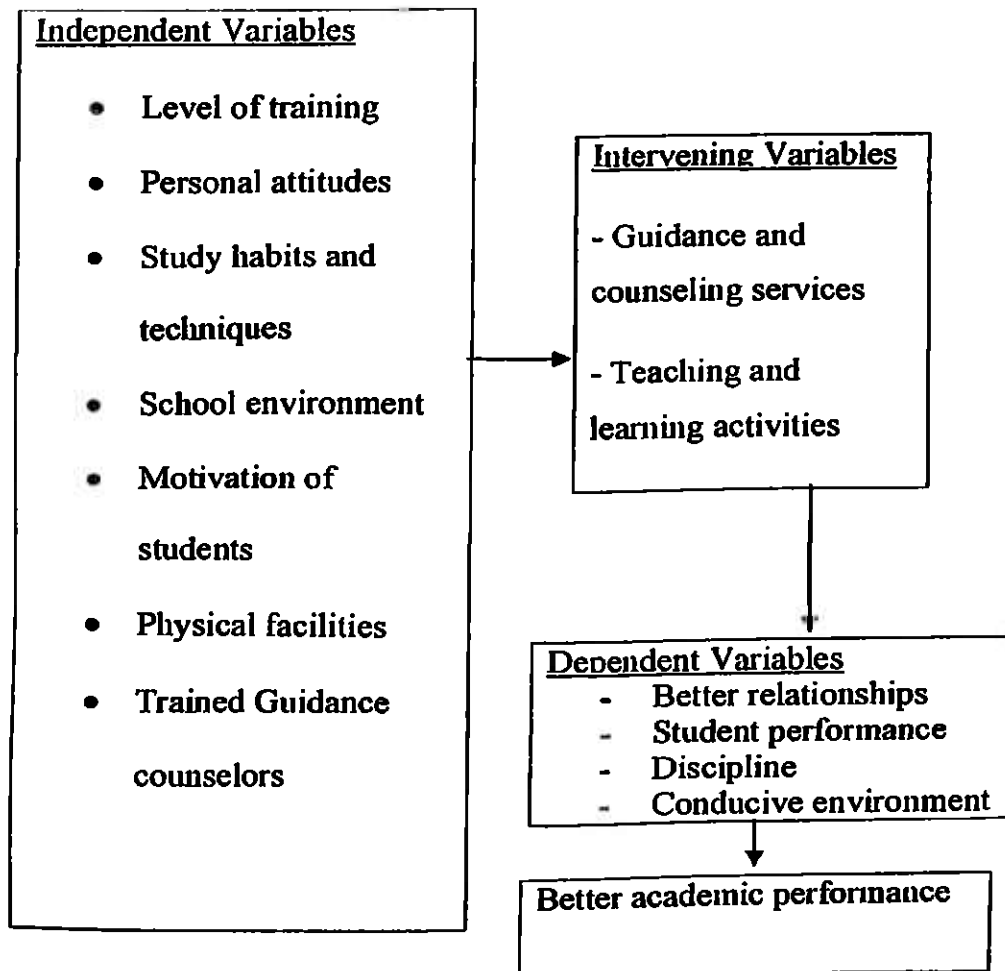 Independent Variables
• Level of training
• Personal attitudes
• Study habits and
techniques
• School environment
• Motivation of
students
• Physical facilities
• Trained Guidance
counselors
Intervening Variables
- Guidance and
counseling services
- Teaching and
learning activities
Dependent Variables
- Better relationships
- Student performance
- Discipline
- Conducive environment
Better academic performance